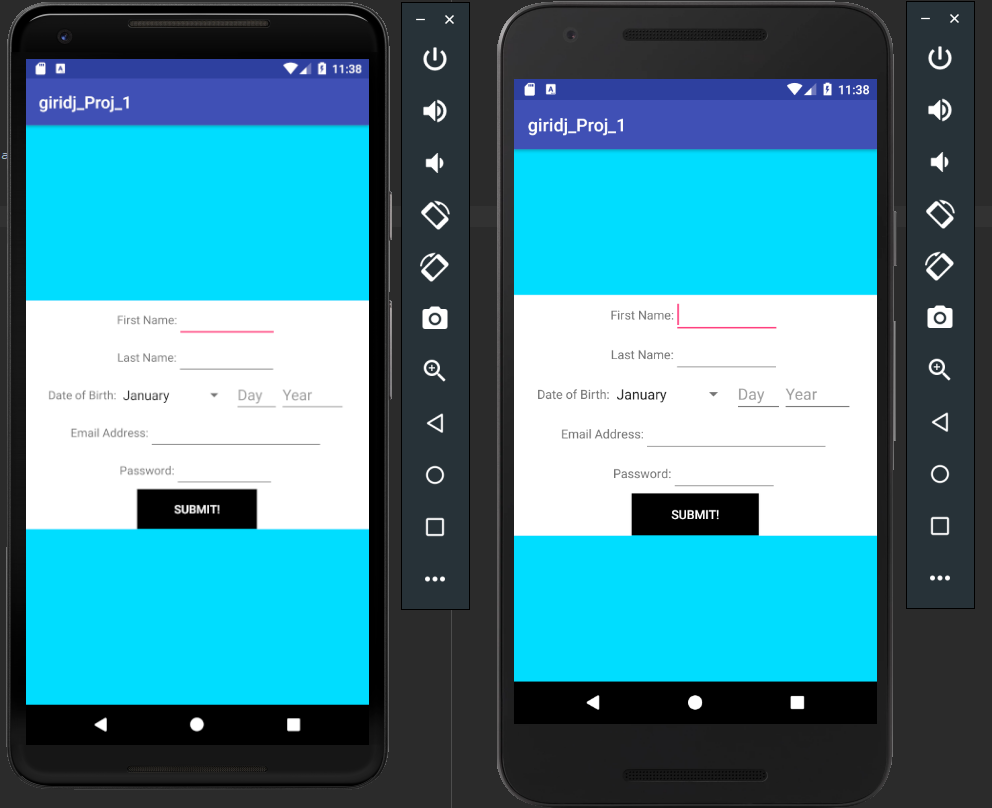 11:38
giridj_Proj_1
First Name:
Last Name:
Date of Birth: January Day Year
Email Address:
Password:
SUBMIT!
11:38
giridj_Proj_1
First Name:
Last Name:
Date of Birth: January Day Year
Email Address:
Password:
SUBMIT!